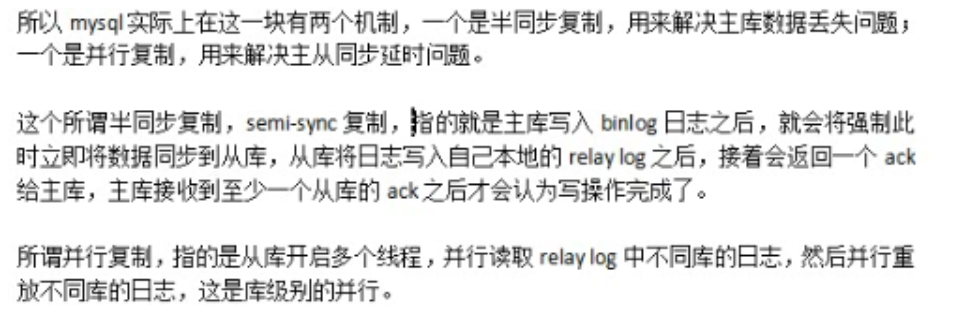 所以 mysql 实际上在这一块有两个机制，一个是半同步复制，用来解决主库数据丢失问题；
一个是并行复制，用来解决主从同步延时问题。
这个所谓半同步复制，semi-sync 复制，指的就是主库写入 binlog 日志之后，就会将强制此
时立即将数据同步到从库，从库将日志写入自己本地的 relay log 之后，接着会返回一个 ack
给主库，主库接收到至少一个从库的 ack 之后才会认为写操作完成了。
所谓并行复制，指的是从库开启多个线程，并行读取 relay log 中不同库的日志，然后并行重
放不同库的日志，这是库级别的并行。